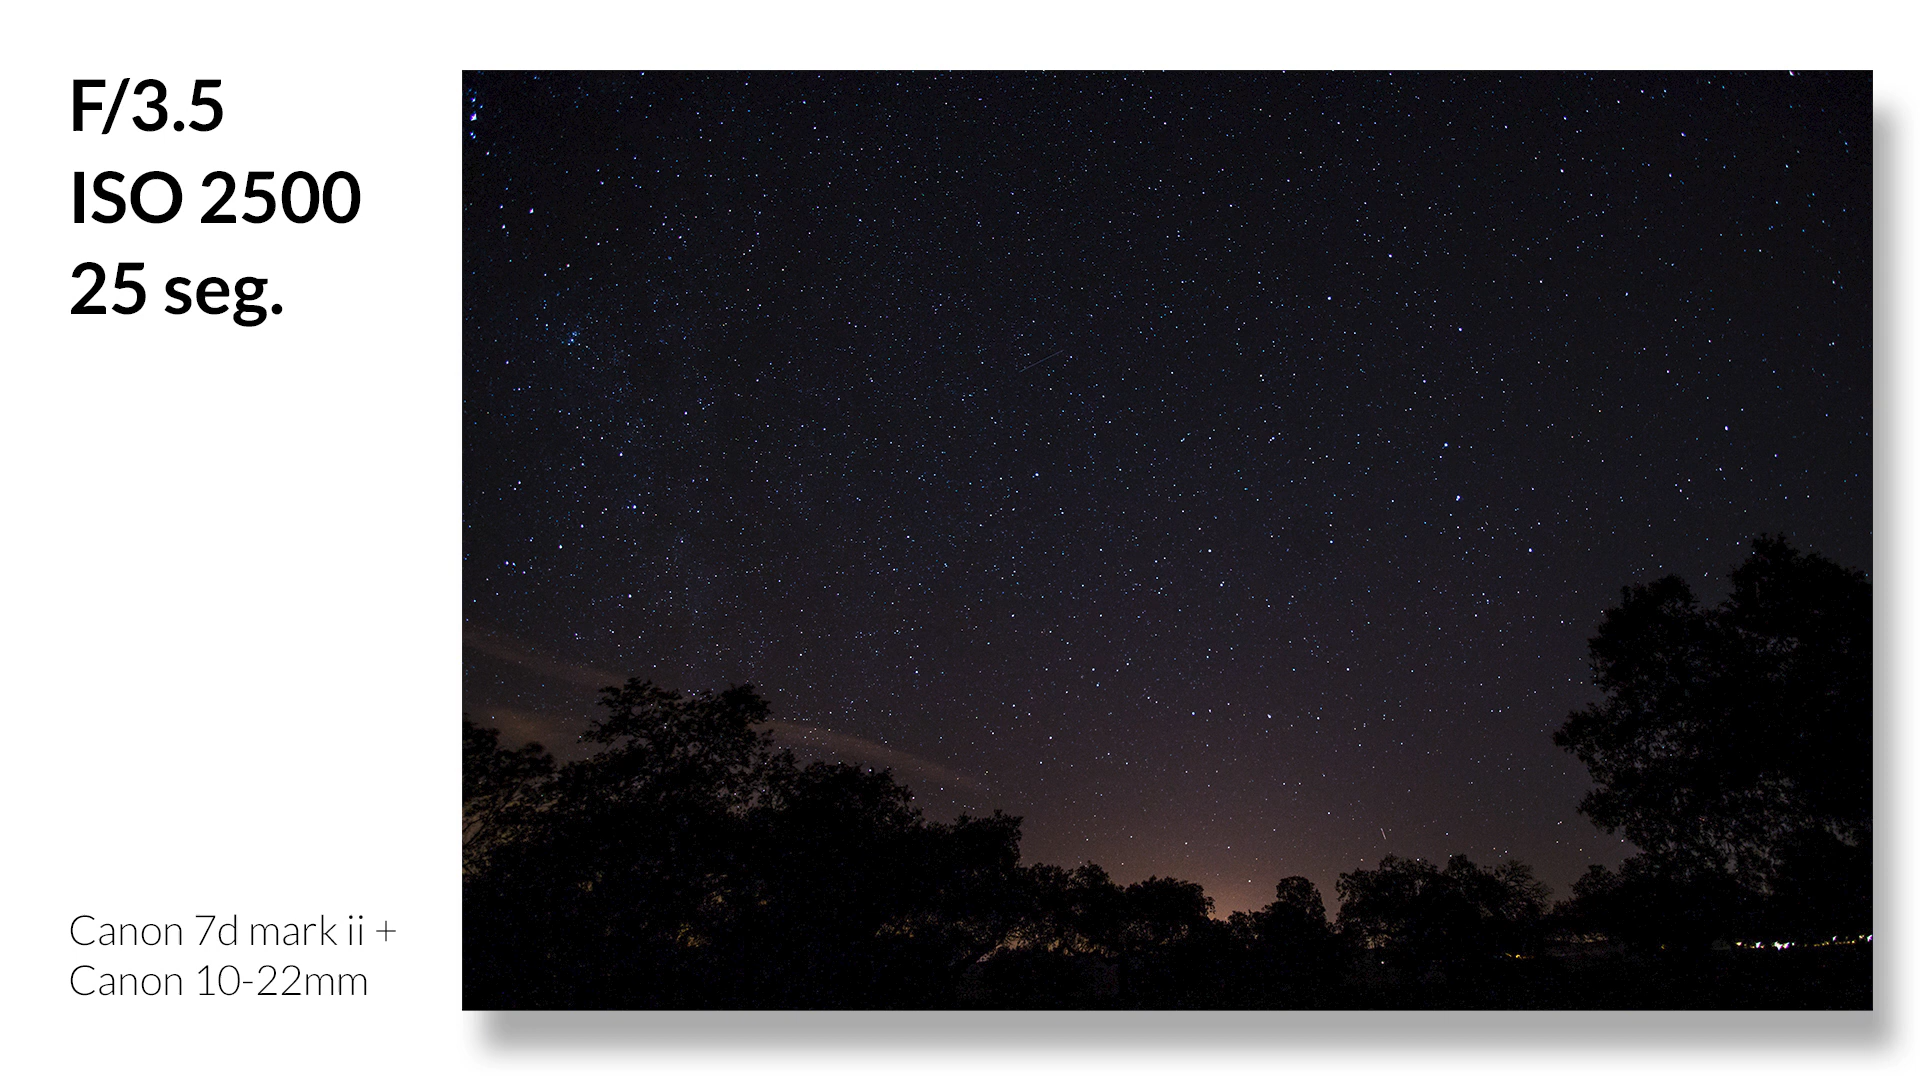 F/3.5
ISO 2500
25 seg.
Canon 7d mark ii +
Canon 10-22mm